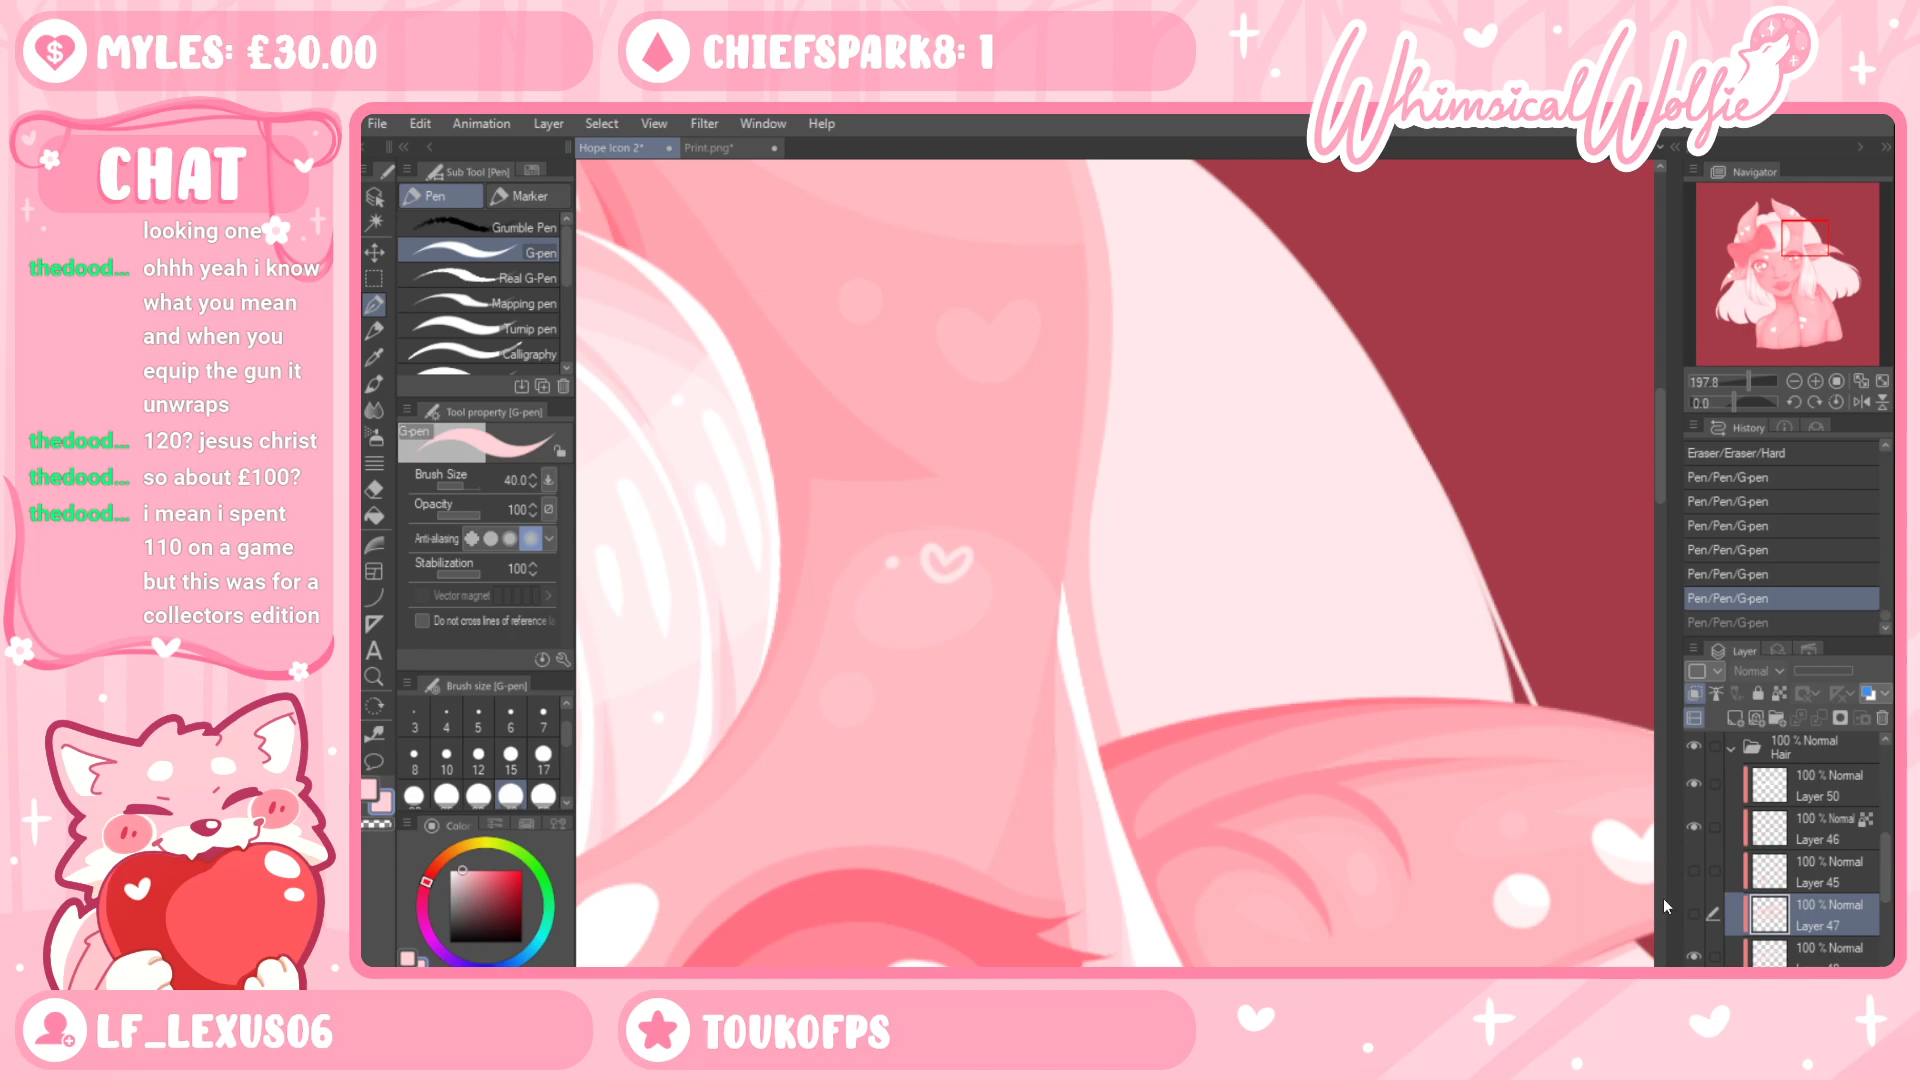 MYLES: £30.00
CHIEFSPARK8: 1
Whimsical Wolfie
CHAT
looking one
thedood... ohhh yeah i know
what you mean
and when you
equip the gun it
unwraps
thedood... 120? jesus christ
thedood... so about £100?
thedood... i mean i spent
110 on a game
but this was for a
collectors edition
File Edit Animation Layer Select View Filter Window Help
Hope Icon 2* Print.png*
Sub Tool [Pen]
Pen Marker
Grumble Pen
G-pen
Real G-Pen
Mapping pen
Turnip pen
Calligraphy
Tool property [G-pen]
G-pen
Brush Size 40.0
Opacity 100
Anti-aliasing
Stabilization 100
Vector magnet
Do not cross lines of reference
Brush size [G-pen]
3 4 5 6 7
8 10 12 15 17
Color
Navigator
197.8
0.0
History
Eraser/Eraser/Hard
Pen/Pen/G-pen
Pen/Pen/G-pen
Pen/Pen/G-pen
Pen/Pen/G-pen
Pen/Pen/G-pen
Pen/Pen/G-pen
Pen/Pen/G-pen
Layer
Normal
100 % Normal
Hair
100 % Normal
Layer 50
100 % Normal
Layer 46
100 % Normal
Layer 45
100 % Normal
Layer 47
100 % Normal
LF_LEXUS06
TOUKOFPS